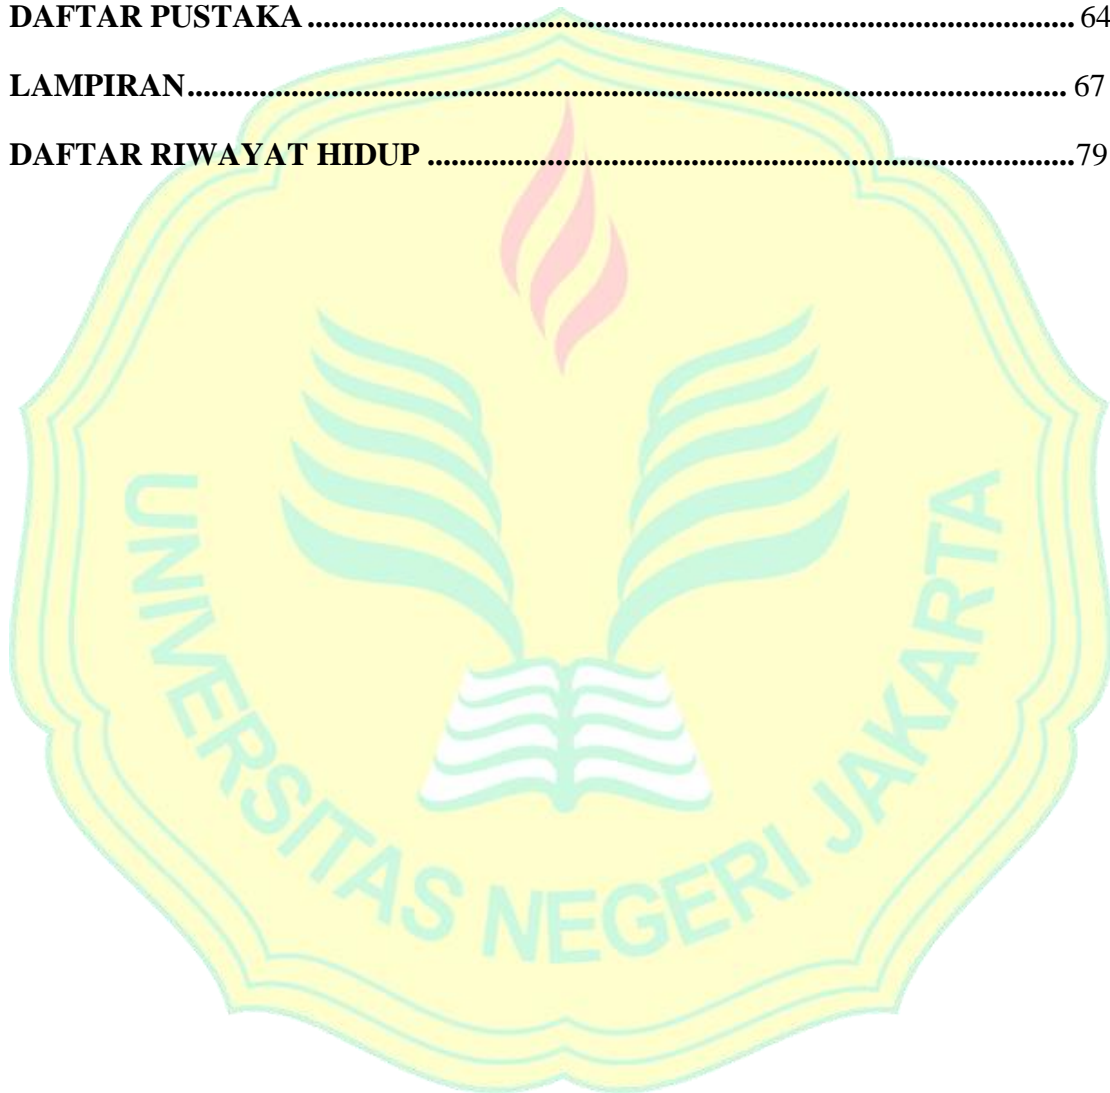 DAFTAR PUSTAKA ................................................................................................ 64
LAMPIRAN.............................................................................................................. 67
DAFTAR RIWAYAT HIDUP .................................................................................79
UNIVERSITAS NEGERI JAKARTA